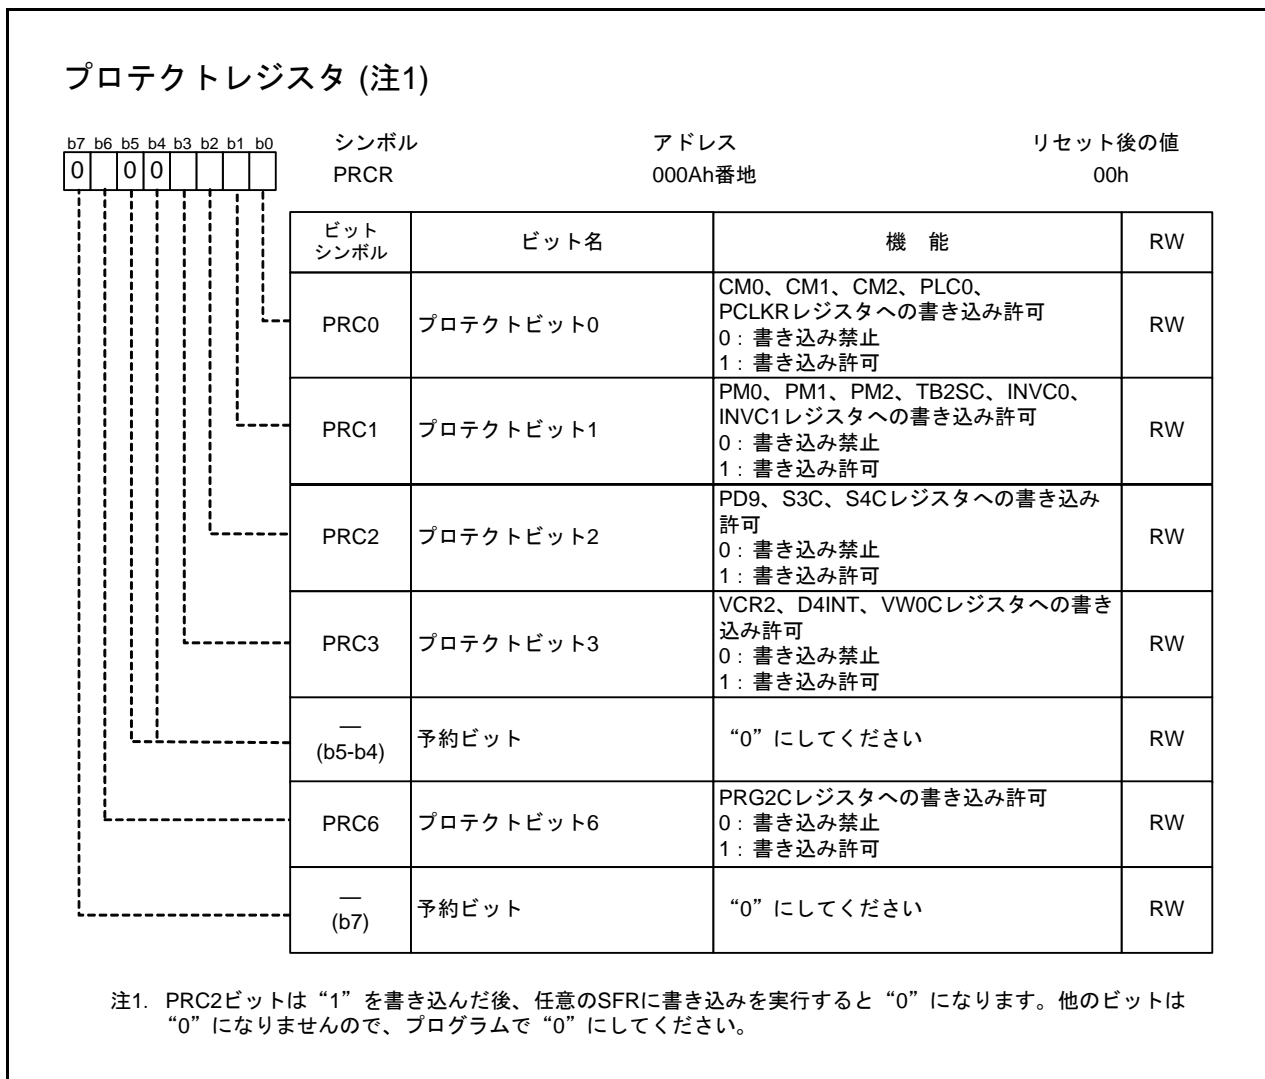 プロテクトレジスタ (注1)
b7 b6 b5 b4 b3 b2 b1 b0
0 0 0
シンボル アドレス リセット後の値
PRCR 000Ah番地 00h
ビット
シンボル
ビット名
機 能
RW
PRC0
プロテクトビット0
CM0、CM1、CM2、PLC0、
PCLKRレジスタへの書き込み許可
0：書き込み禁止
1：書き込み許可
RW
PRC1
プロテクトビット1
PM0、PM1、PM2、TB2SC、INVC0、
INVC1レジスタへの書き込み許可
0：書き込み禁止
1：書き込み許可
RW
PRC2
プロテクトビット2
PD9、S3C、S4Cレジスタへの書き込み
許可
0：書き込み禁止
1：書き込み許可
RW
PRC3
プロテクトビット3
VCR2、D4INT、VW0Cレジスタへの書き
込み許可
0：書き込み禁止
1：書き込み許可
RW
—
(b5-b4)
予約ビット
“0”にしてください
RW
PRC6
プロテクトビット6
PRG2Cレジスタへの書き込み許可
0：書き込み禁止
1：書き込み許可
RW
—
(b7)
予約ビット
“0”にしてください
RW
注1. PRC2ビットは“1”を書き込んだ後、任意のSFRに書き込みを実行すると“0”になります。他のビットは
“0”になりませんので、プログラムで“0”にしてください。